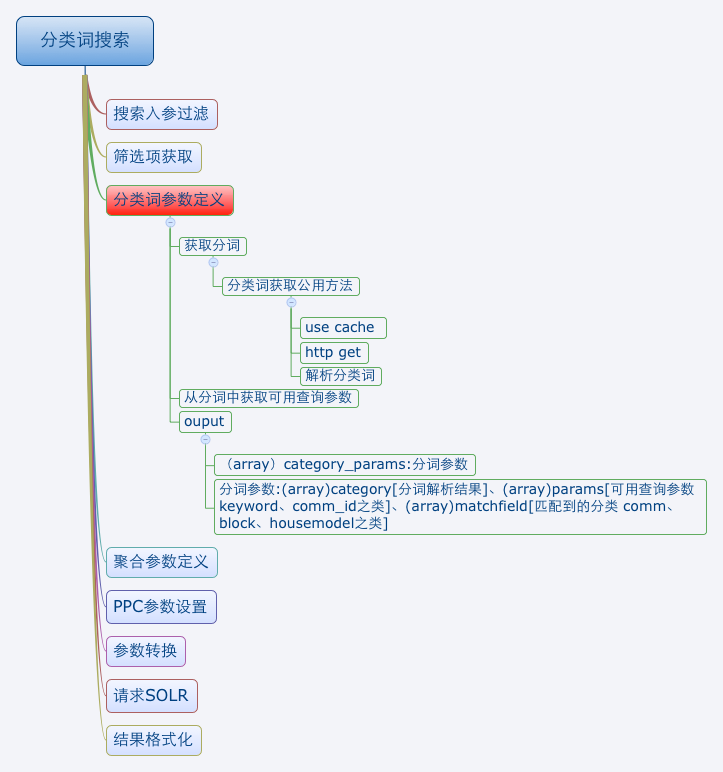 分类词搜索
搜索入参过滤
筛选项获取
分类词参数定义
获取分词
分类词获取公用方法
use cache
http get
解析分类词
从分词中获取可用查询参数
ouput
（array）category_params:分词参数
分词参数:(array)category[分词解析结果]、(array)params[可用查询参数
keyword、comm_id之类]、(array)matchfield[匹配到的分类 comm、
block、housemodel之类]
聚合参数定义
PPC参数设置
参数转换
请求SOLR
结果格式化